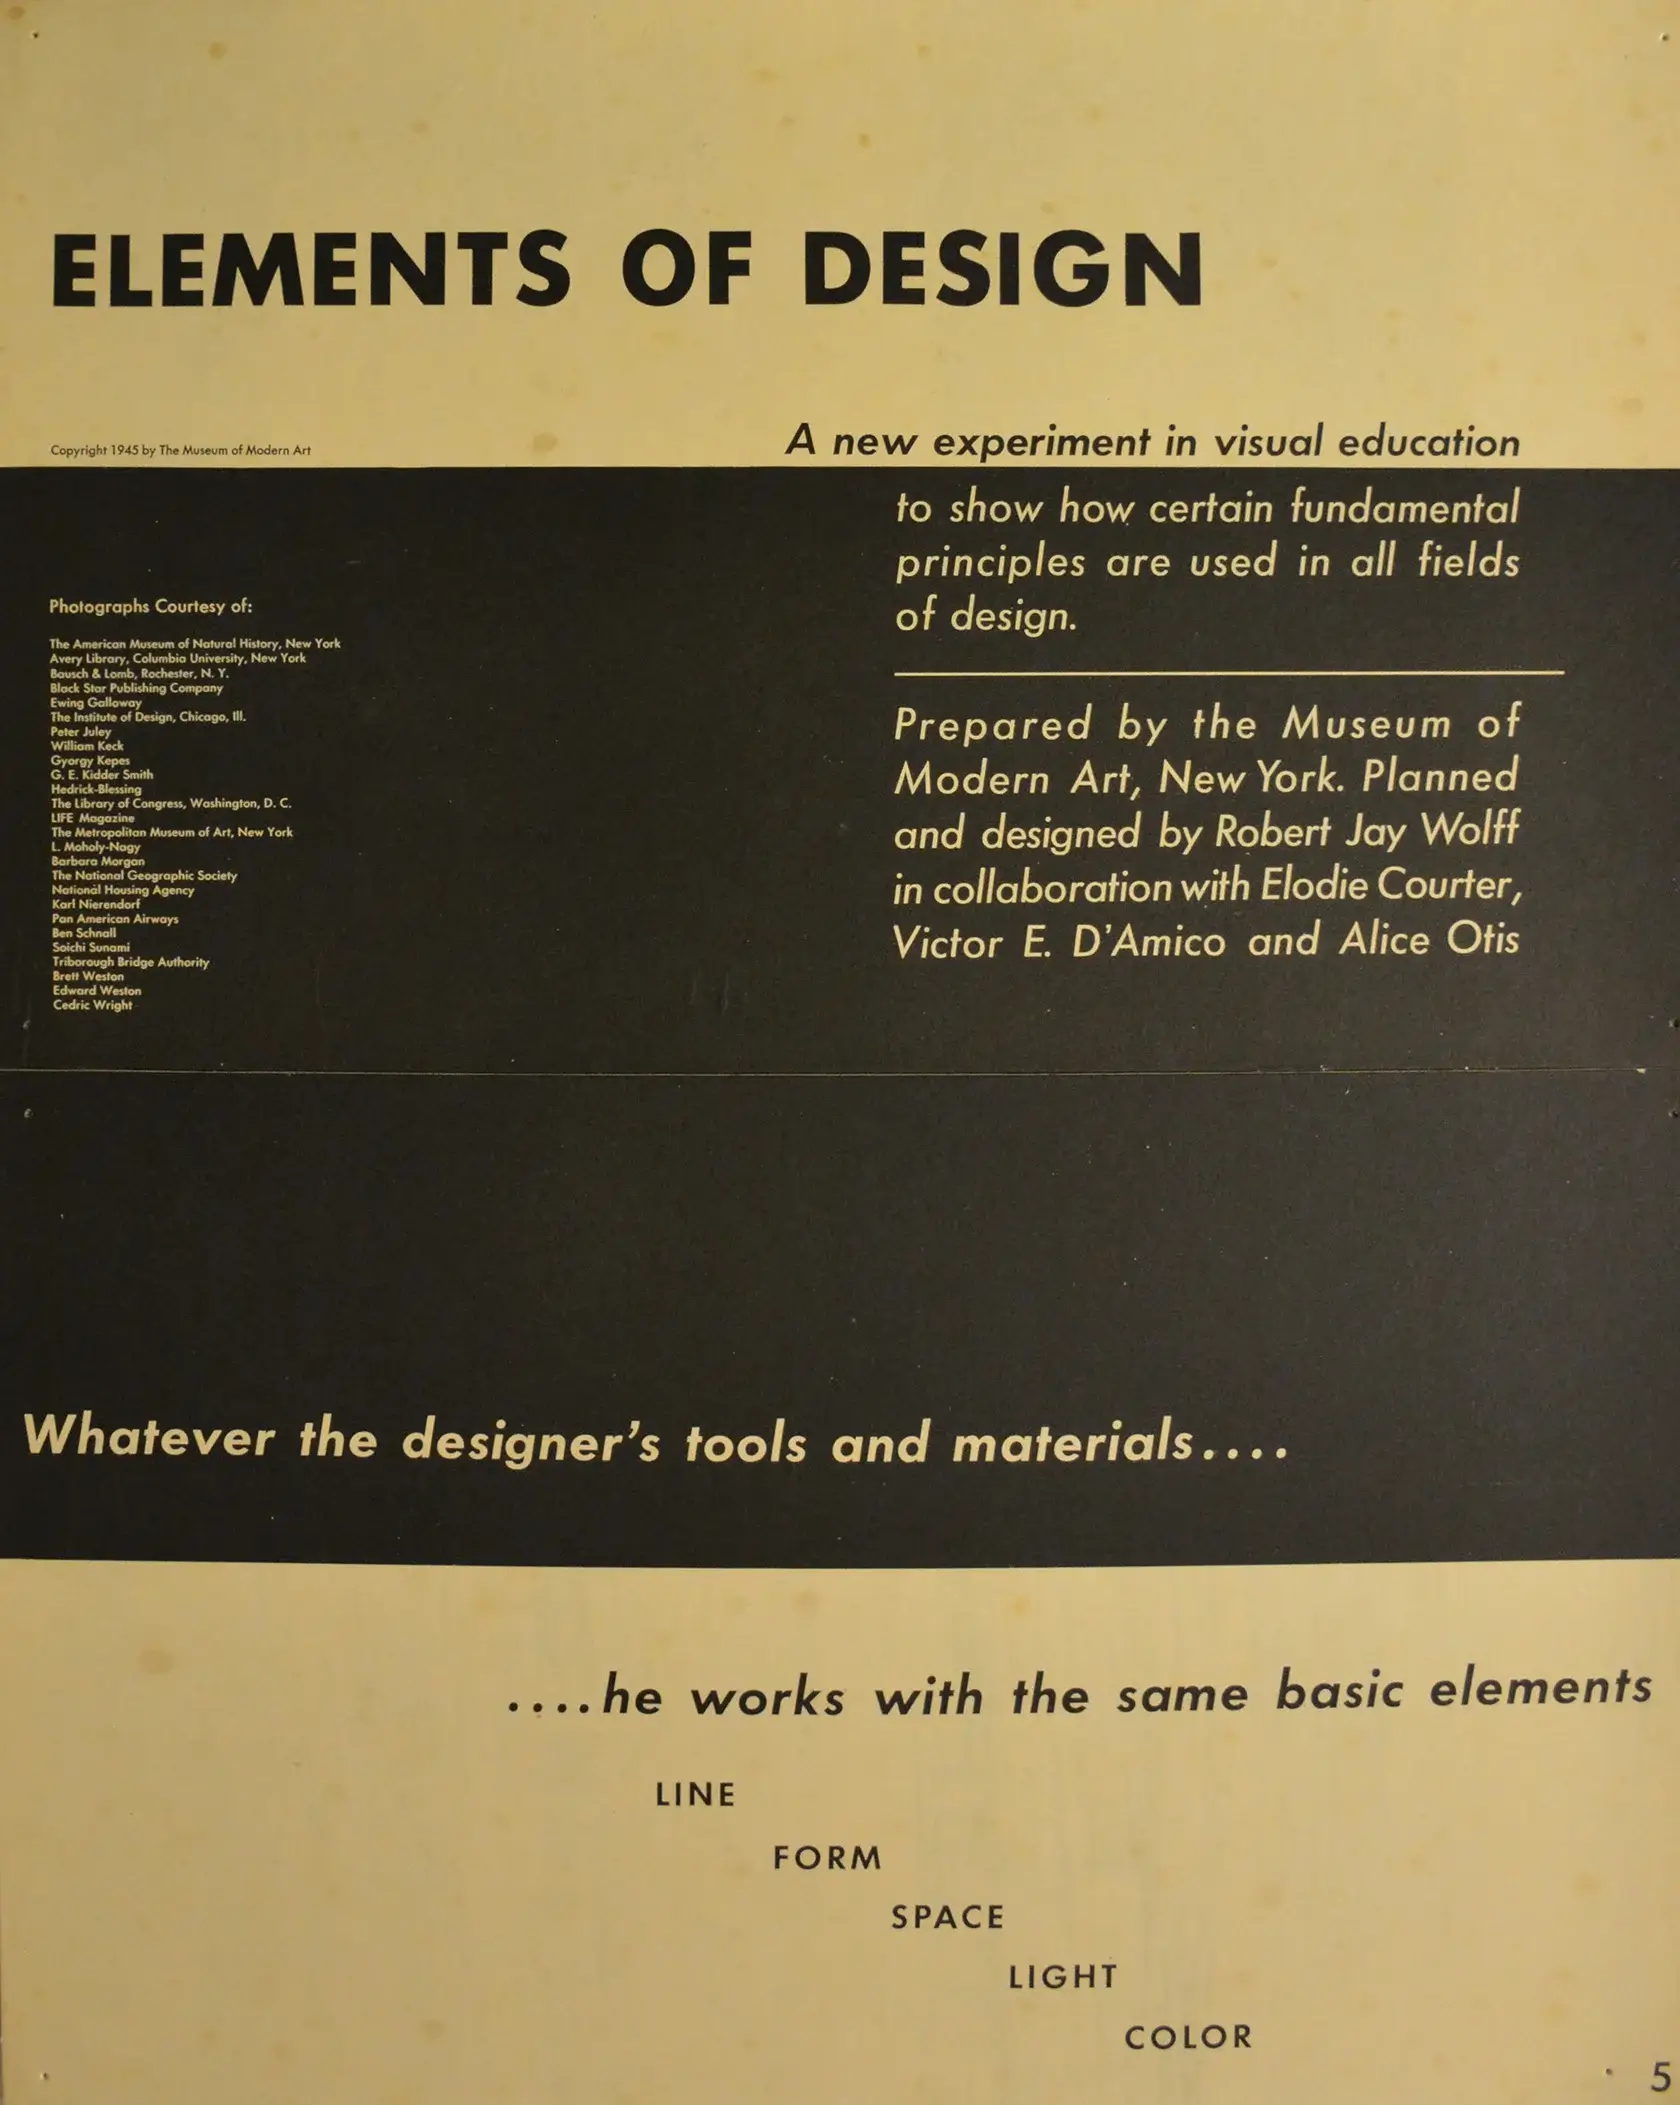 ELEMENTS OF DESIGN
A new experiment in visual education
Copyright 1945 by The Museum of Modern Art
to show how certain fundamental
principles are used in all fields
of design.
Photographs Courtesy of:
The American Museum of Natural History, New York
Avery Library, Columbia University, New York
Bausch & Lomb, Rochester, N. Y.
Black Star Publishing Company
Ewing Galloway
The Institute of Design, Chicago, Ill.
Peter Juley
William Keck
Gyorgy Kepes
G. E. Kidder Smith
Hedrick-Blessing
The Library of Congress, Washington, D. C.
LIFE Magazine
The Metropolitan Museum of Art, New York
L. Moholy-Nagy
Barbara Morgan
The National Geographic Society
National Housing Agency
Karl Nierendorf
Pan American Airways
Ben Schnall
Soichi Sunami
Triborough Bridge Authority
Brett Weston
Edward Weston
Cedric Wright
Prepared by the Museum of
Modern Art, New York. Planned
and designed by Robert Jay Wolff
in collaboration with Elodie Courter,
Victor E. D'Amico and Alice Otis
Whatever the designer's tools and materials....
....he works with the same basic elements
LINE
FORM
SPACE
LIGHT
COLOR
5